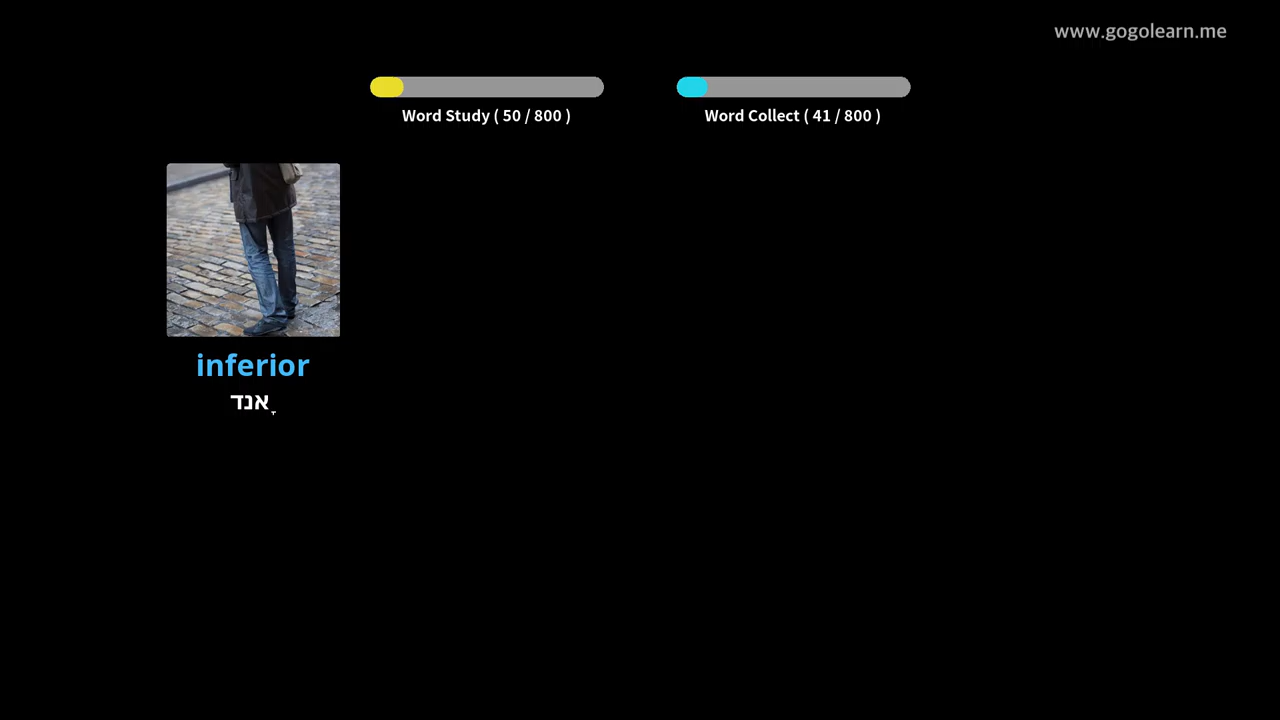 www.gogolearn.me
Word Study ( 50 / 800 )
Word Collect ( 41 / 800 )
inferior
ָאנד